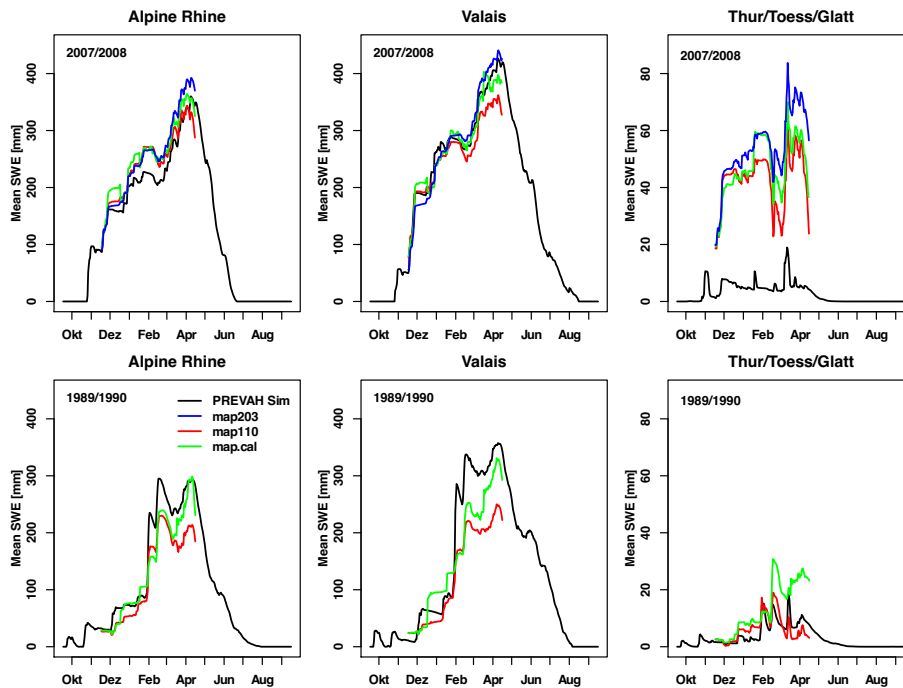 Alpine Rhine
Valais
Thur/Toess/Glatt
2007/2008
Mean SWE [mm]
0 100 200 300 400
Okt Dez Feb Apr Jun Aug
2007/2008
Mean SWE [mm]
0 100 200 300 400
Okt Dez Feb Apr Jun Aug
2007/2008
Mean SWE [mm]
0 20 40 60 80
Okt Dez Feb Apr Jun Aug
Alpine Rhine
Valais
Thur/Toess/Glatt
1989/1990
PREVAH Sim
map203
map110
map.cal
Mean SWE [mm]
0 100 200 300 400
Okt Dez Feb Apr Jun Aug
1989/1990
Mean SWE [mm]
0 100 200 300 400
Okt Dez Feb Apr Jun Aug
1989/1990
Mean SWE [mm]
0 20 40 60 80
Okt Dez Feb Apr Jun Aug